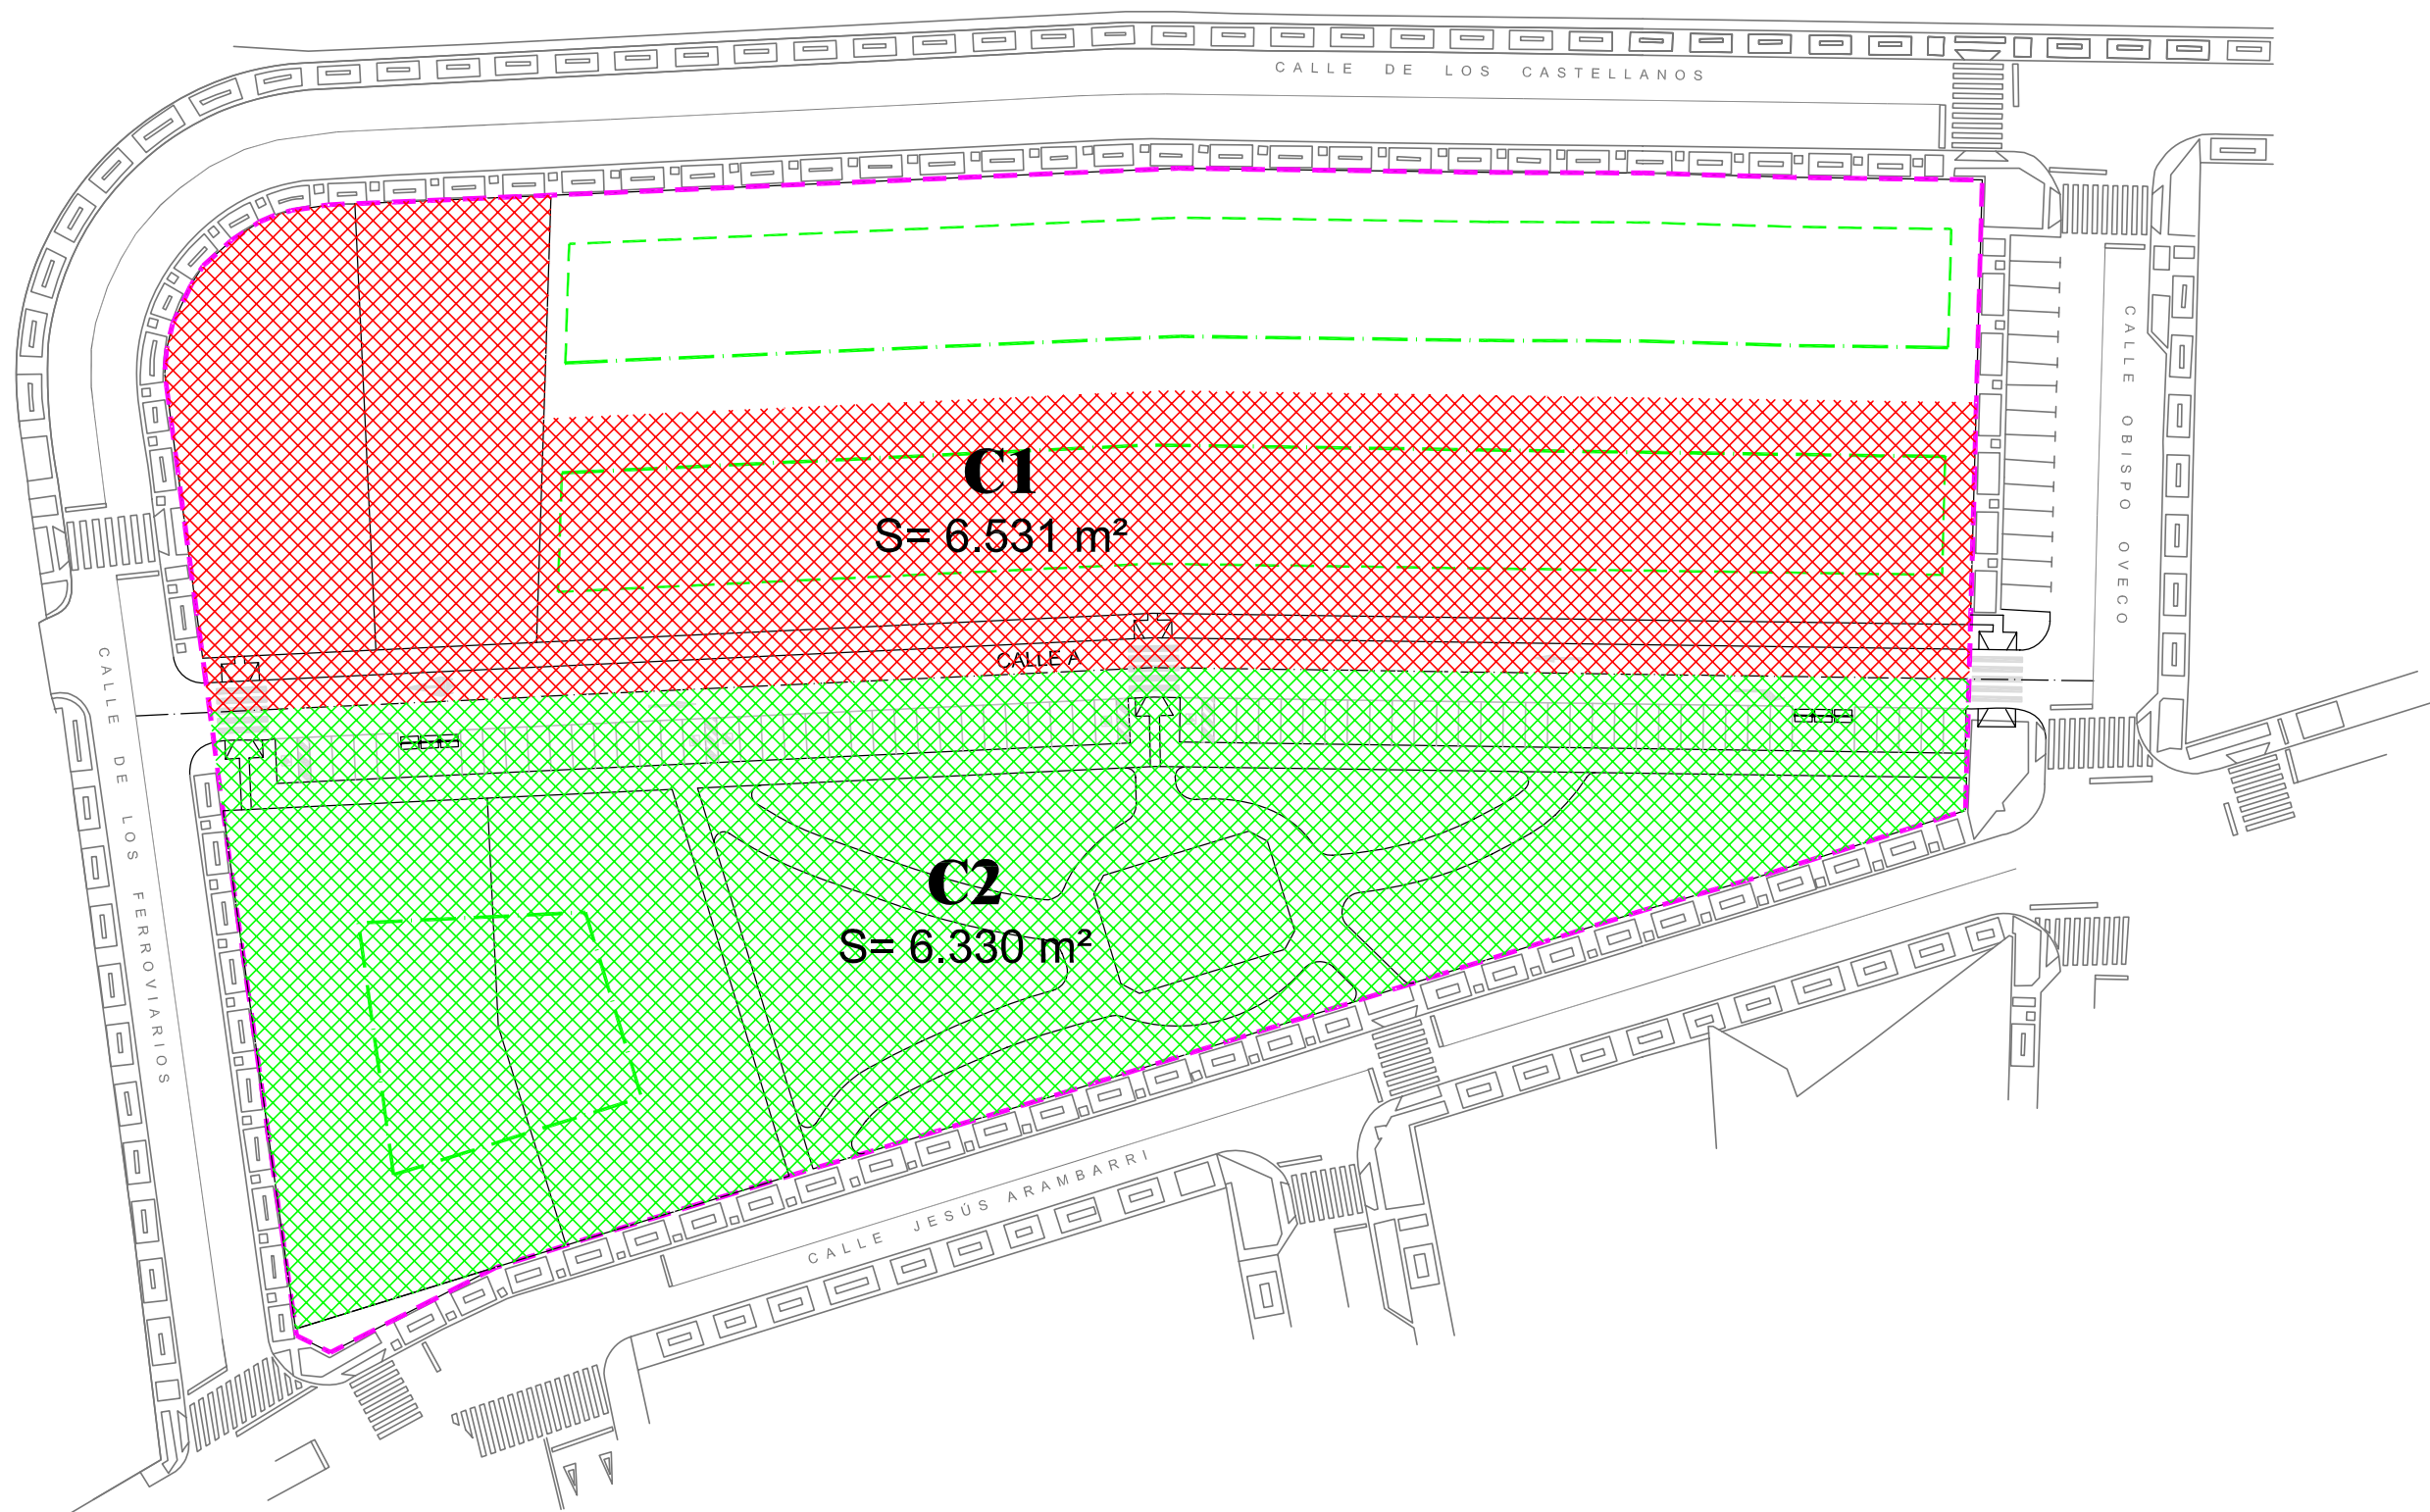 CALLE DE LOS CASTELLANOS
CALLE OBISPO OVECO
C1
S= 6.531 m²
CALLE A
CALLE DE LOS FERROVIARIOS
C2
S= 6.330 m²
CALLE JESÚS ARAMBARRI